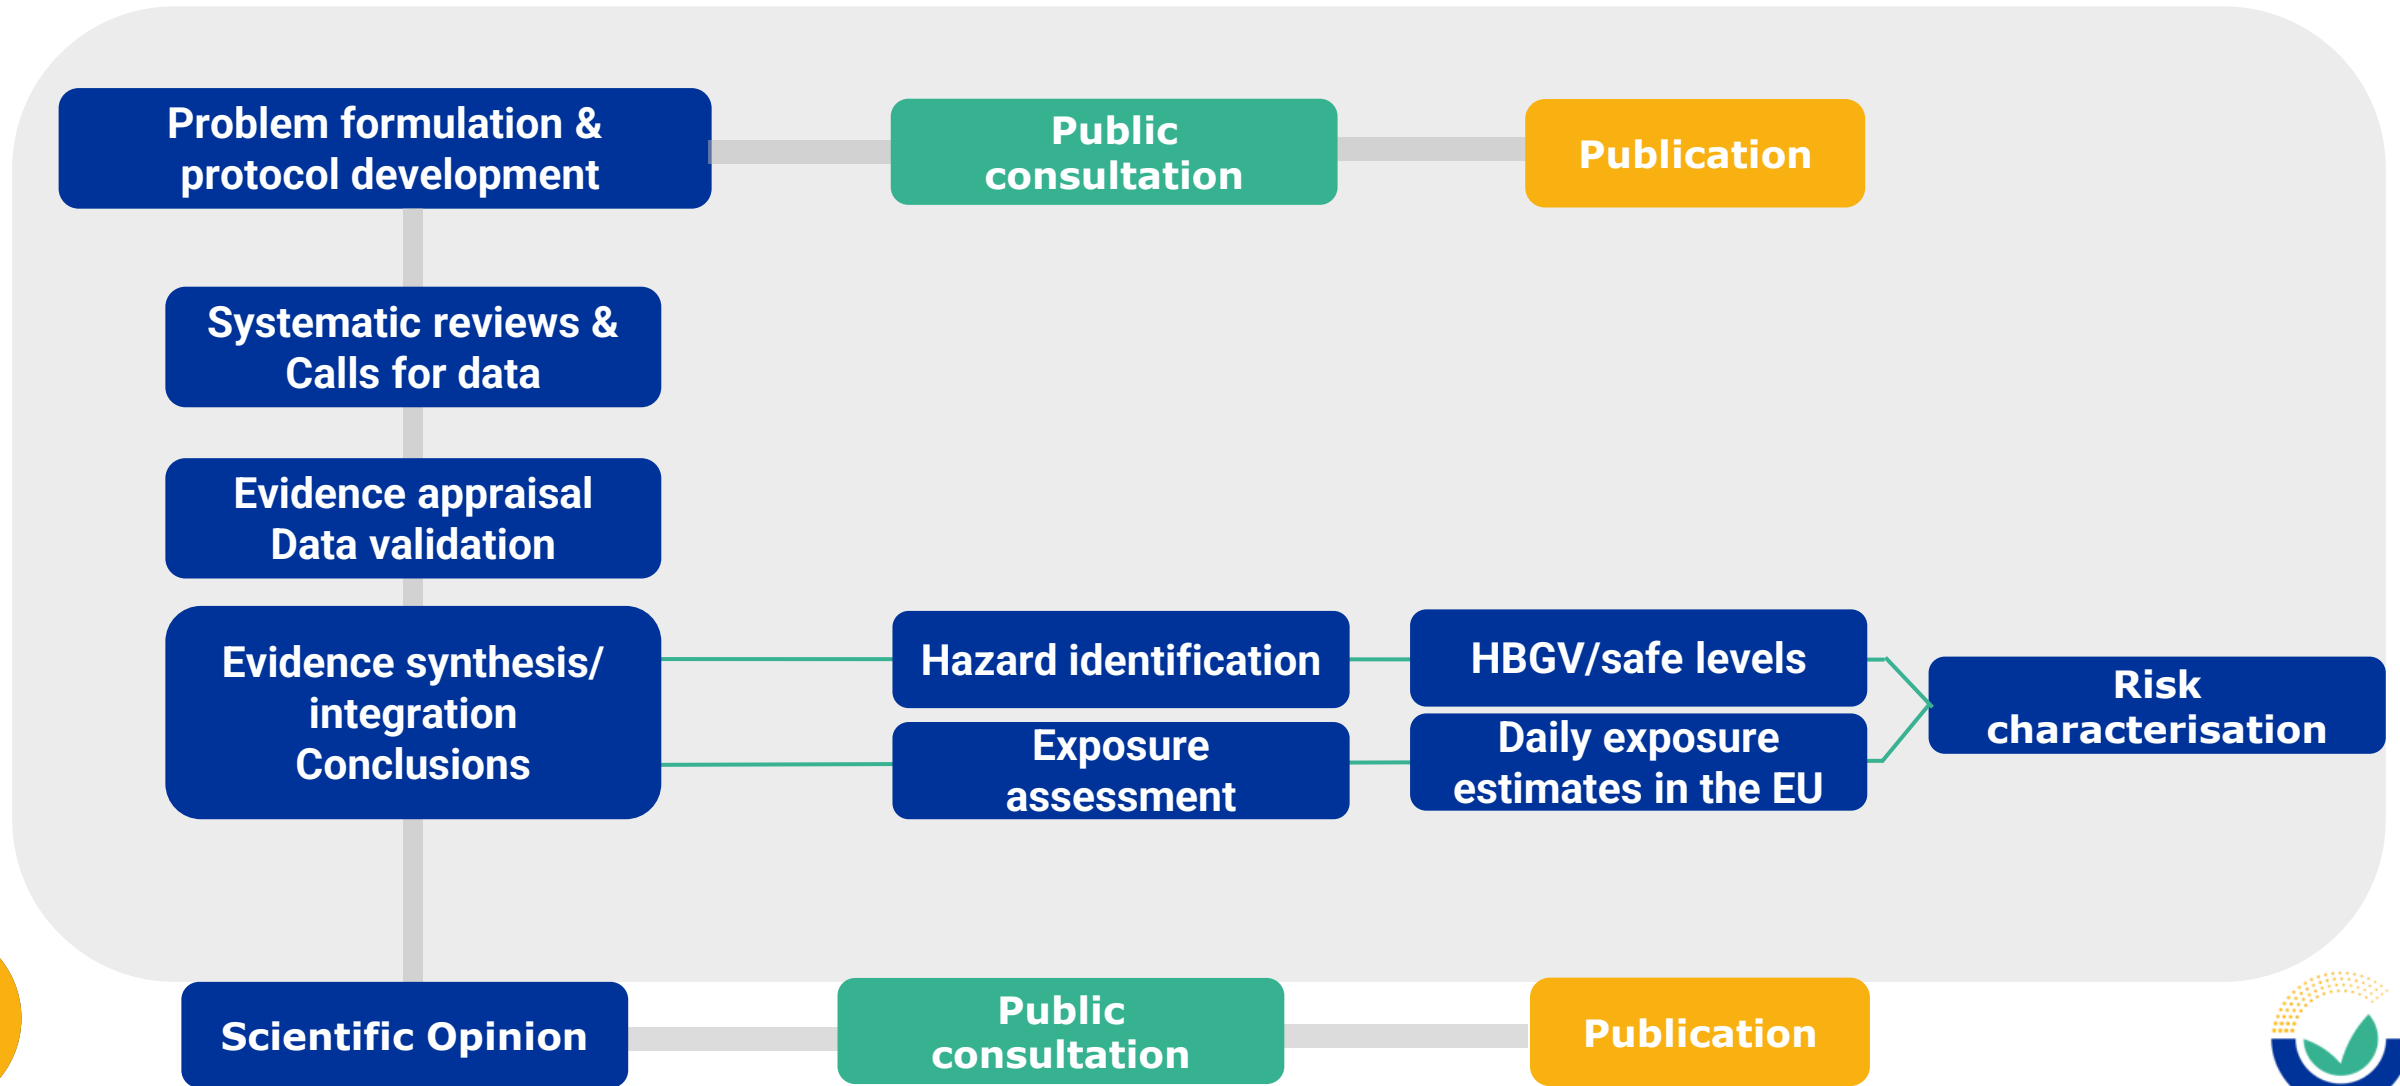 Problem formulation &
protocol development
Public
consultation
Publication
Systematic reviews &
Calls for data
Evidence appraisal
Data validation
Evidence synthesis/
integration
Conclusions
Hazard identification
HBGV/safe levels
Exposure
assessment
Daily exposure
estimates in the EU
Risk
characterisation
Scientific Opinion
Public
consultation
Publication